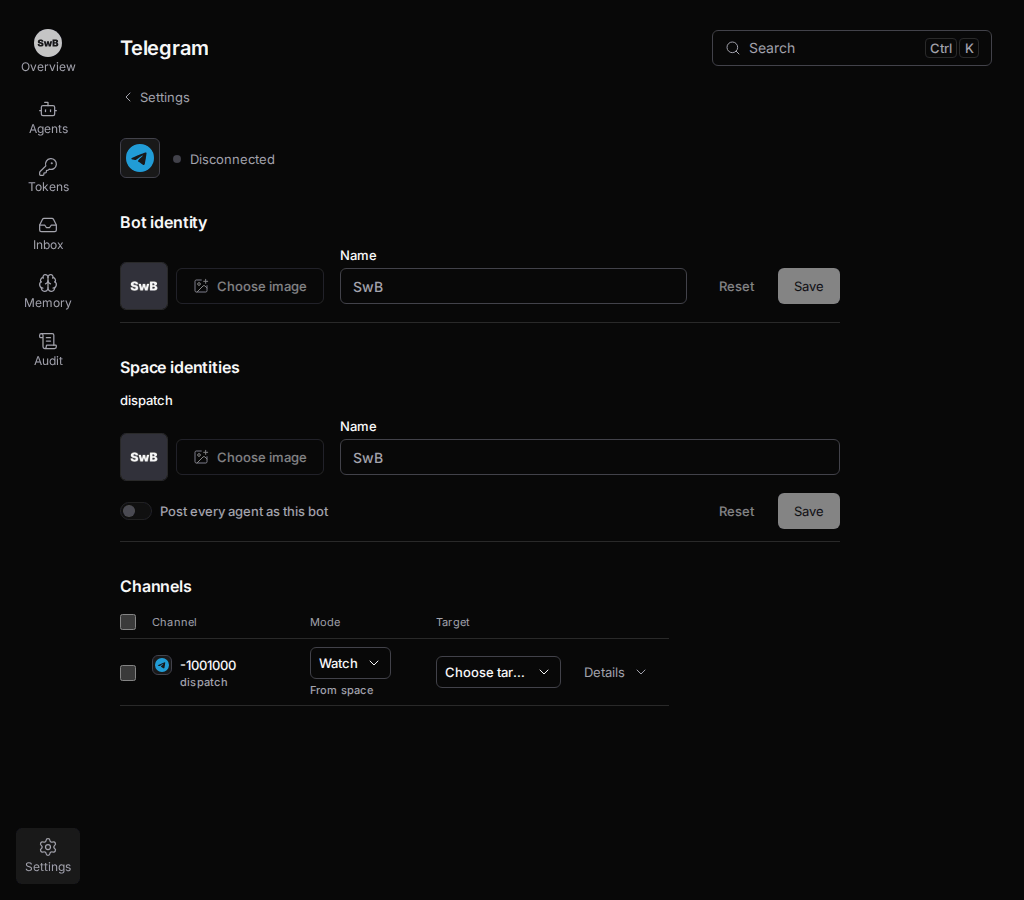 SwB
Overview
Agents
Tokens
Inbox
Memory
Audit
Settings
Telegram
Search Ctrl K
Settings
Disconnected
Bot identity
Name
SwB Choose image SwB Reset Save
Space identities
dispatch
Name
SwB Choose image SwB
Post every agent as this bot Reset Save
Channels
Channel Mode Target
-1001000 Watch Choose tar... Details
dispatch From space